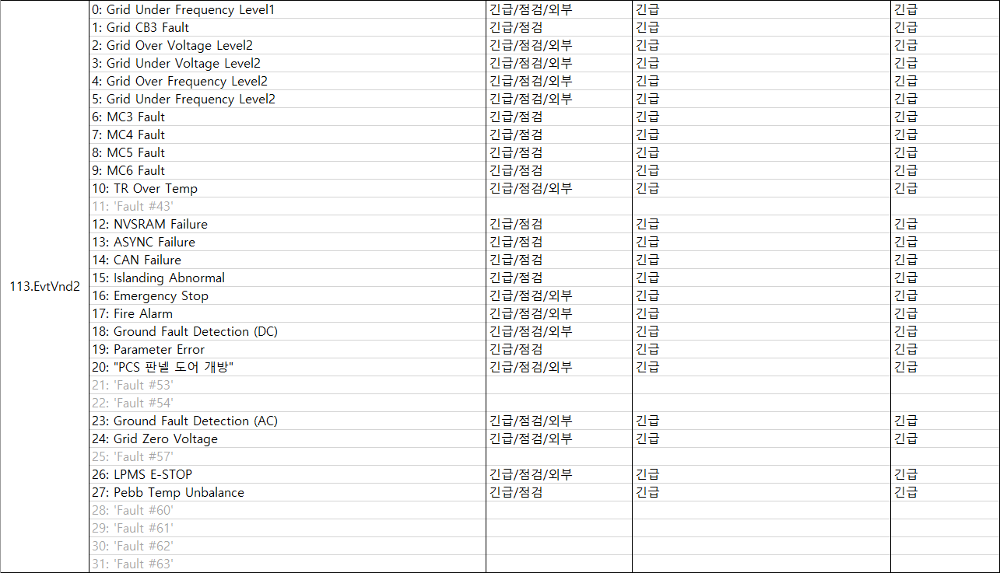 0: Grid Under Frequency Level1 긴급/점검/외부 긴급 긴급
1: Grid CB3 Fault 긴급/점검 긴급 긴급
2: Grid Over Voltage Level2 긴급/점검/외부 긴급 긴급
3: Grid Under Voltage Level2 긴급/점검/외부 긴급 긴급
4: Grid Over Frequency Level2 긴급/점검/외부 긴급 긴급
5: Grid Under Frequency Level2 긴급/점검/외부 긴급 긴급
6: MC3 Fault 긴급/점검 긴급 긴급
7: MC4 Fault 긴급/점검 긴급 긴급
8: MC5 Fault 긴급/점검 긴급 긴급
9: MC6 Fault 긴급/점검 긴급 긴급
10: TR Over Temp 긴급/점검/외부 긴급 긴급
11: 'Fault #43'
12: NVSRAM Failure 긴급/점검 긴급 긴급
13: ASYNC Failure 긴급/점검 긴급 긴급
14: CAN Failure 긴급/점검 긴급 긴급
15: Islanding Abnormal 긴급/점검 긴급 긴급
113.EvtVnd2
16: Emergency Stop 긴급/점검/외부 긴급 긴급
17: Fire Alarm 긴급/점검/외부 긴급 긴급
18: Ground Fault Detection (DC) 긴급/점검/외부 긴급 긴급
19: Parameter Error 긴급/점검 긴급 긴급
20: "PCS 판넬 도어 개방" 긴급/점검/외부 긴급 긴급
21: 'Fault #53'
22: 'Fault #54'
23: Ground Fault Detection (AC) 긴급/점검/외부 긴급 긴급
24: Grid Zero Voltage 긴급/점검/외부 긴급 긴급
25: 'Fault #57'
26: LPMS E-STOP 긴급/점검/외부 긴급 긴급
27: Pebb Temp Unbalance 긴급/점검 긴급 긴급
28: 'Fault #60'
29: 'Fault #61'
30: 'Fault #62'
31: 'Fault #63'